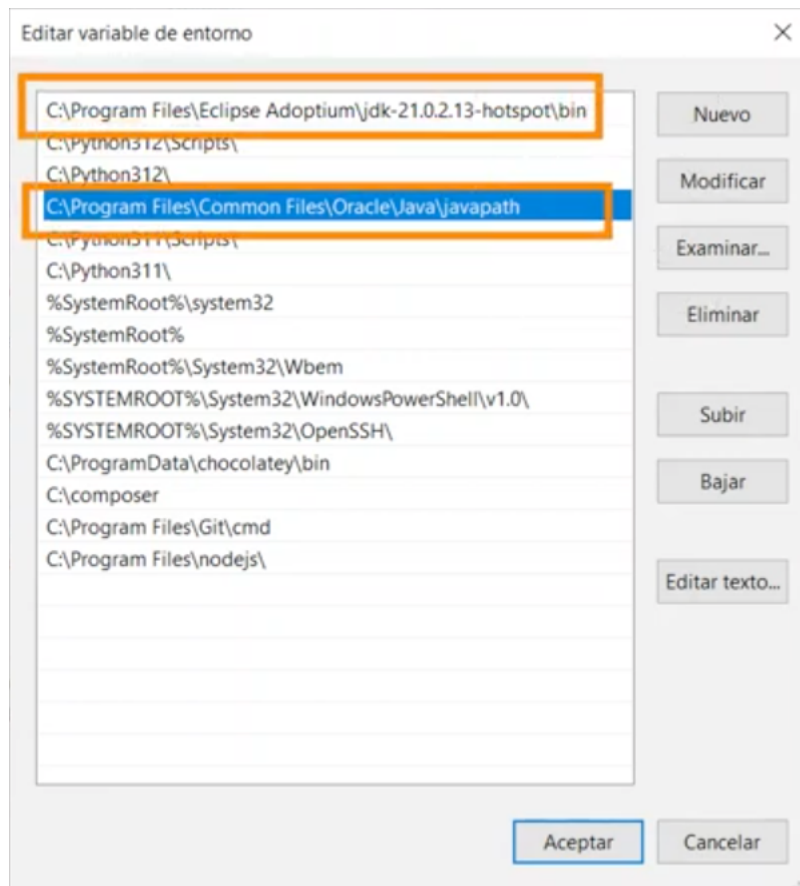 Editar variable de entorno
C:\Program Files\Eclipse Adoptium\jdk-21.0.2.13-hotspot\bin
C:\Python312\Scripts\
C:\Python312\
C:\Program Files\Common Files\Oracle\Java\javapath
C:\Python311\Scripts\
C:\Python311\
%SystemRoot%\system32
%SystemRoot%
%SystemRoot%\System32\Wbem
%SYSTEMROOT%\System32\WindowsPowerShell\v1.0\
%SYSTEMROOT%\System32\OpenSSH\
C:\ProgramData\chocolatey\bin
C:\composer
C:\Program Files\Git\cmd
C:\Program Files\nodejs\
Nuevo
Modificar
Examinar...
Eliminar
Subir
Bajar
Editar texto...
Aceptar
Cancelar